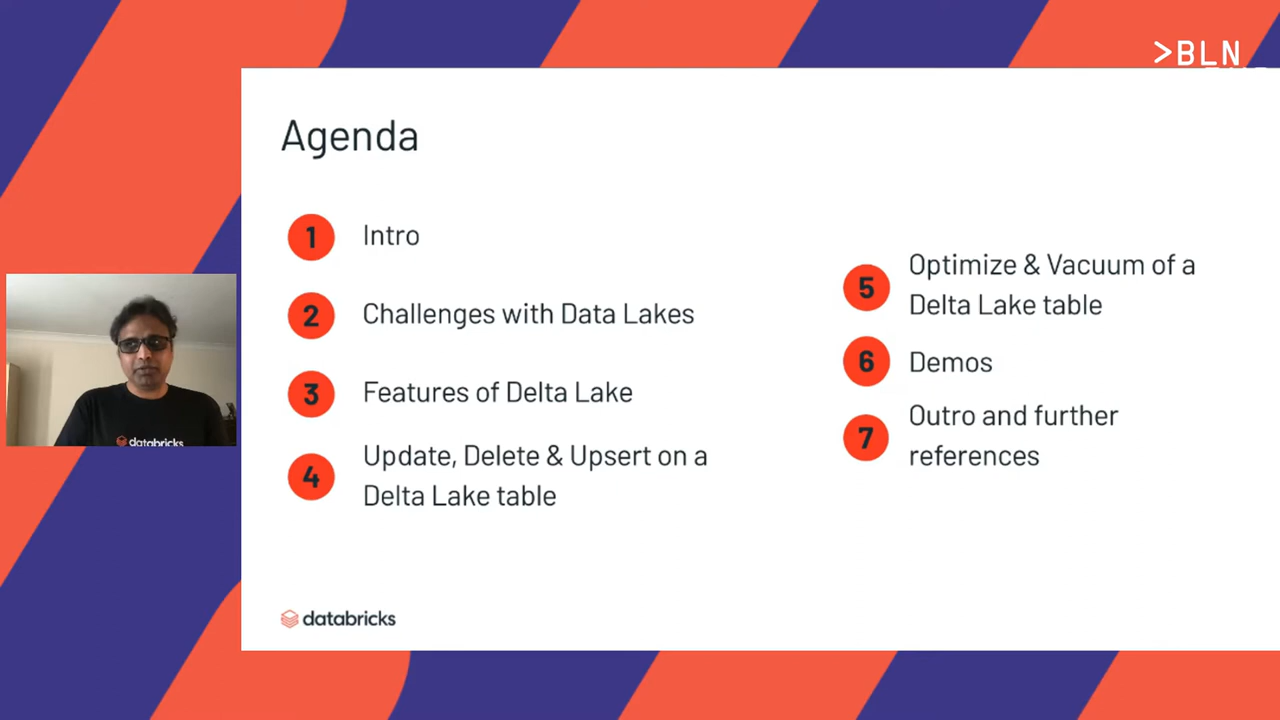 >BLN
Agenda
1
Intro
2
Challenges with Data Lakes
3
Features of Delta Lake
4
Update, Delete & Upsert on a
Delta Lake table
5
Optimize & Vacuum of a
Delta Lake table
6
Demos
7
Outro and further
references
databricks
databricks